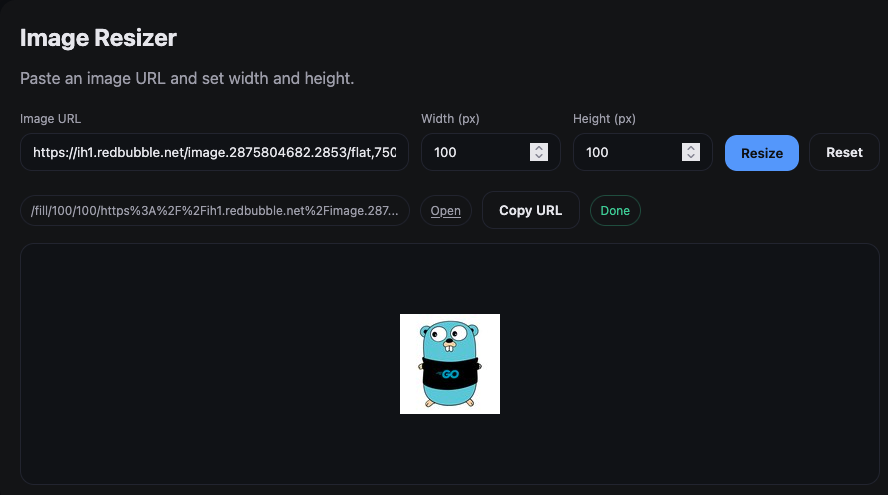 Image Resizer
Paste an image URL and set width and height.
Image URL
Width (px)
Height (px)
https://ih1.redbubble.net/image.2875804682.2853/flat,750
100
100
Resize
Reset
/fill/100/100/https%3A%2F%2Fih1.redbubble.net%2Fimage.287...
Open
Copy URL
Done
GO